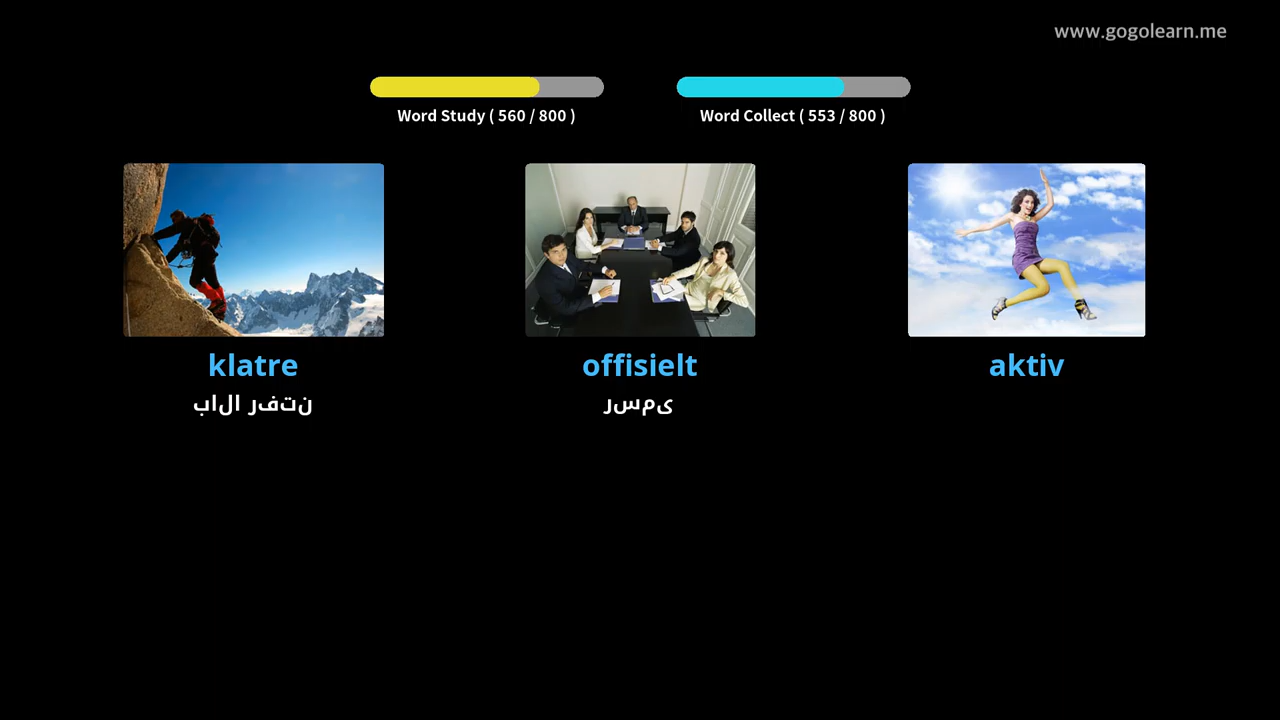 www.gogolearn.me
Word Study ( 560 / 800 )
Word Collect ( 553 / 800 )
klatre
بالا رفتن
offisielt
رسمی
aktiv